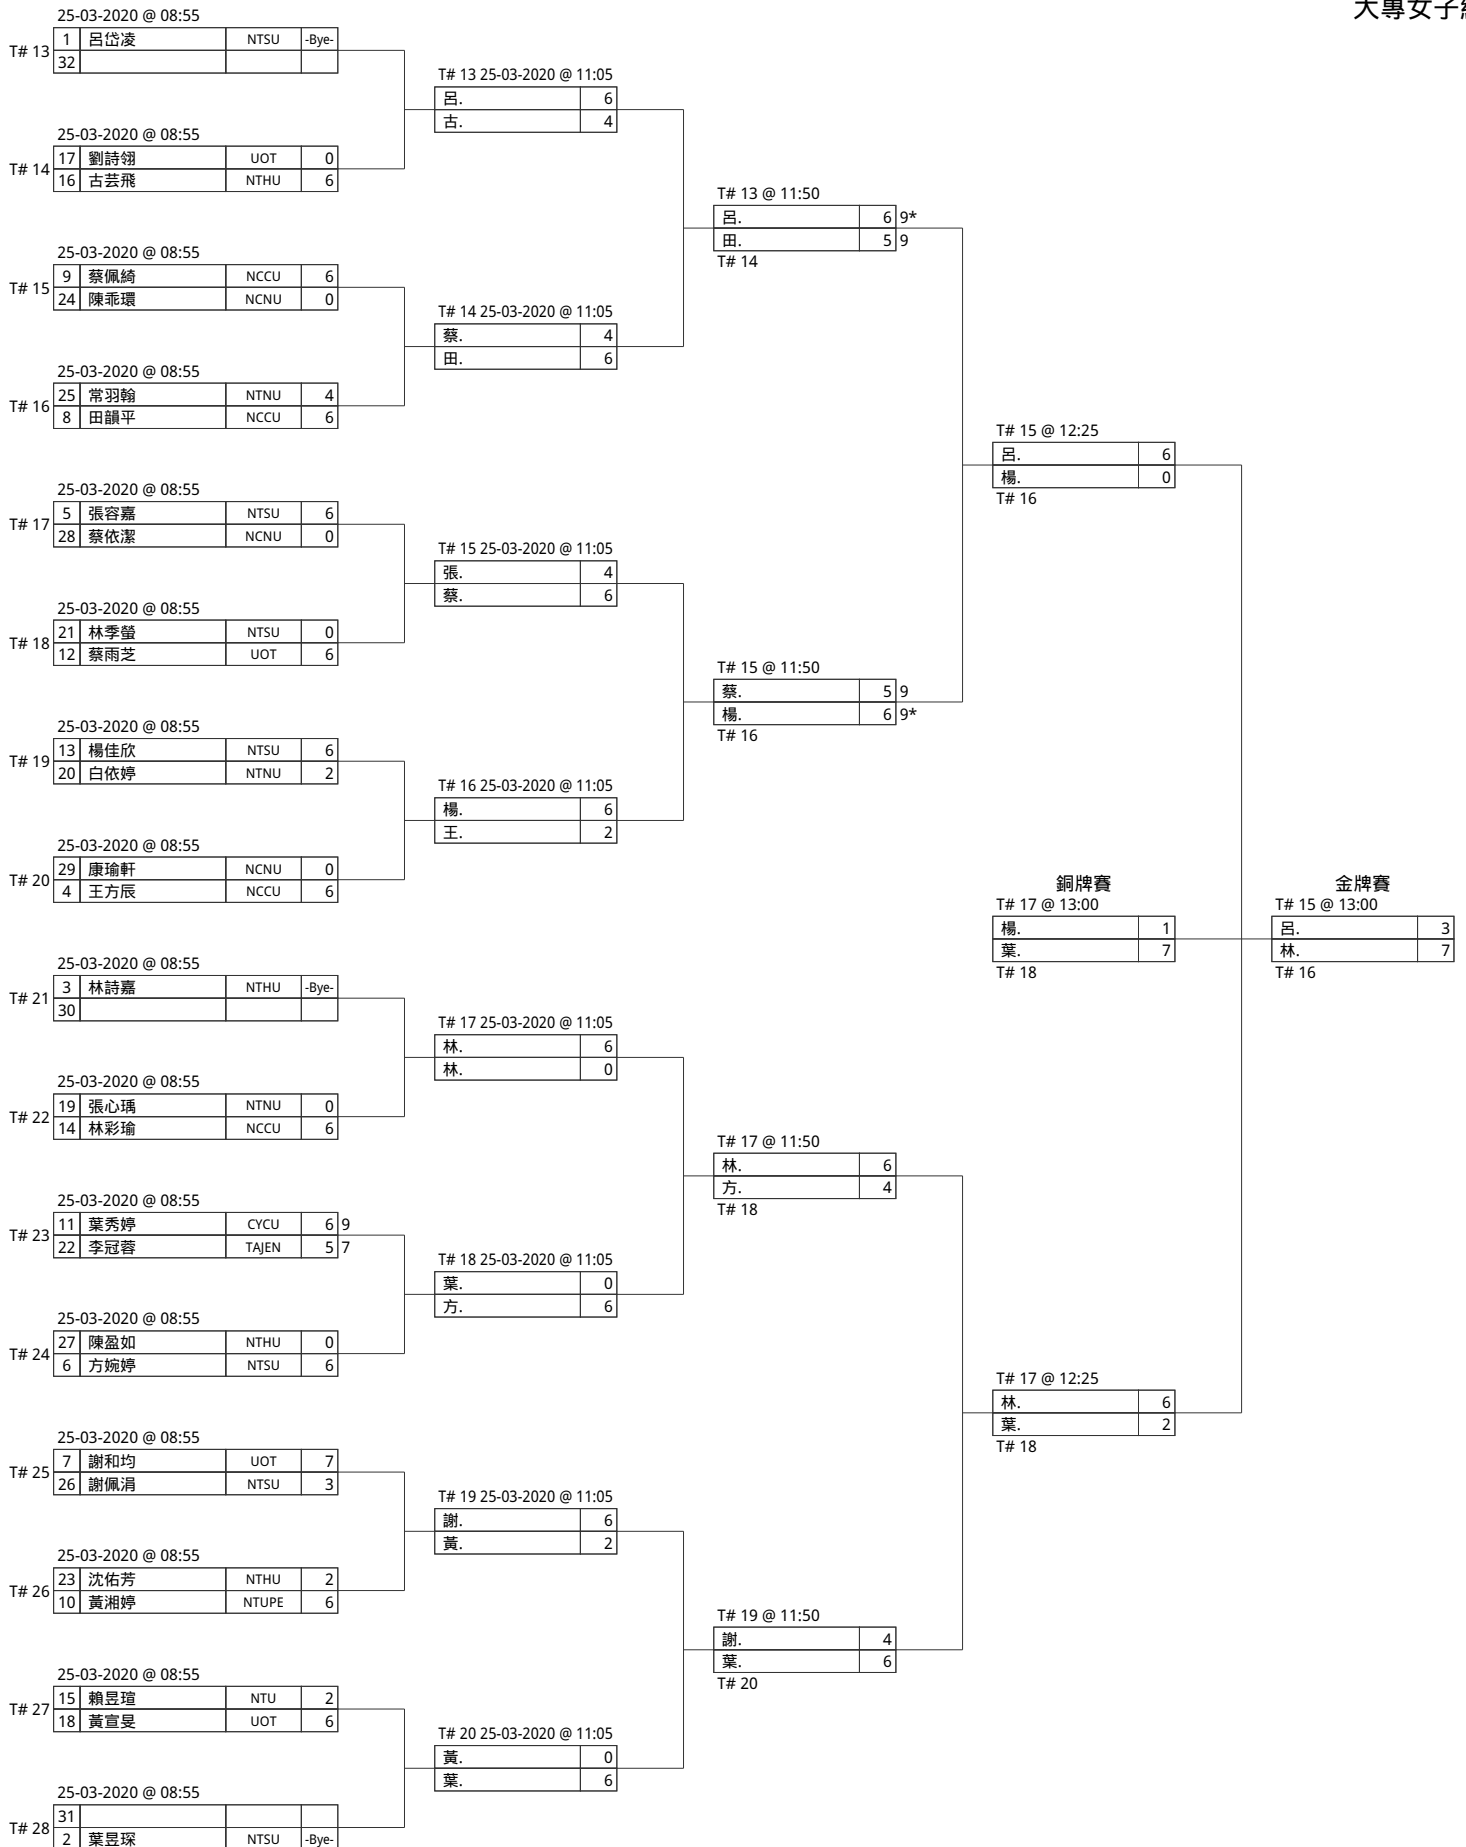 大專女子
25-03-2020 @ 08:55
T# 13
1 呂岱凌 NTSU -Bye-
32
25-03-2020 @ 08:55
T# 14
17 劉詩翎 UOT 0
16 古芸飛 NTHU 6
25-03-2020 @ 08:55
T# 15
9 蔡佩綺 NCCU 6
24 陳乖環 NCNU 0
25-03-2020 @ 08:55
T# 16
25 常羽翰 NTNU 4
8 田韻平 NCCU 6
25-03-2020 @ 08:55
T# 17
5 張容嘉 NTSU 6
28 蔡依潔 NCNU 0
25-03-2020 @ 08:55
T# 18
21 林季螢 NTSU 0
12 蔡雨芝 UOT 6
25-03-2020 @ 08:55
T# 19
13 楊佳欣 NTSU 6
20 白依婷 NTNU 2
25-03-2020 @ 08:55
T# 20
29 康瑜軒 NCNU 0
4 王方辰 NCCU 6
25-03-2020 @ 08:55
T# 21
3 林詩嘉 NTHU -Bye-
30
25-03-2020 @ 08:55
T# 22
19 張心瑀 NTNU 0
14 林彩瑜 NCCU 6
25-03-2020 @ 08:55
T# 23
11 葉秀婷 CYCU 6 9
22 李冠蓉 TAJEN 5 7
25-03-2020 @ 08:55
T# 24
27 陳盈如 NTHU 0
6 方婉婷 NTSU 6
25-03-2020 @ 08:55
T# 25
7 謝和均 UOT 7
26 謝佩涓 NTSU 3
25-03-2020 @ 08:55
T# 26
23 沈佑芳 NTHU 2
10 黃湘婷 NTUPE 6
25-03-2020 @ 08:55
T# 27
15 賴昱瑄 NTU 2
18 黃宣旻 UOT 6
25-03-2020 @ 08:55
T# 28
31
2 葉昱琛 NTSU -Bye-
T# 13 25-03-2020 @ 11:05
呂. 6
古. 4
T# 14 25-03-2020 @ 11:05
蔡. 4
田. 6
T# 15 25-03-2020 @ 11:05
張. 4
蔡. 6
T# 16 25-03-2020 @ 11:05
楊. 6
王. 2
T# 17 25-03-2020 @ 11:05
林. 6
林. 0
T# 18 25-03-2020 @ 11:05
葉. 0
方. 6
T# 19 25-03-2020 @ 11:05
謝. 6
黃. 2
T# 20 25-03-2020 @ 11:05
黃. 0
葉. 6
T# 13 @ 11:50
呂. 6 9*
田. 5 9
T# 14
T# 15 @ 11:50
蔡. 5 9
楊. 6 9*
T# 16
T# 17 @ 11:50
林. 6
方. 4
T# 18
T# 19 @ 11:50
謝. 4
葉. 6
T# 20
T# 15 @ 12:25
呂. 6
楊. 0
T# 16
T# 17 @ 12:25
林. 6
葉. 2
T# 18
銅牌賽
T# 17 @ 13:00
楊. 1
葉. 7
T# 18
金牌賽
T# 15 @ 13:00
呂. 3
林. 7
T# 16